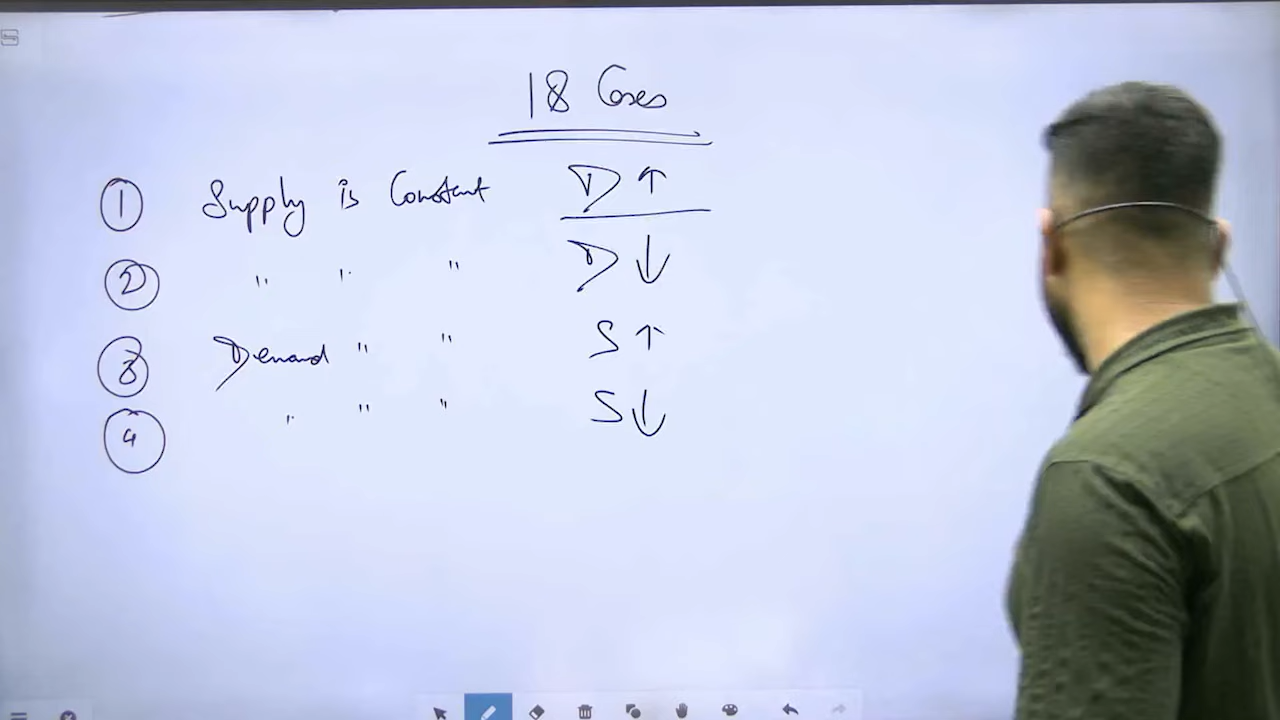 18 Cases
① Supply is Constant D↑
② " " " D↓
③ Demand " " S↑
④ " " " S↓